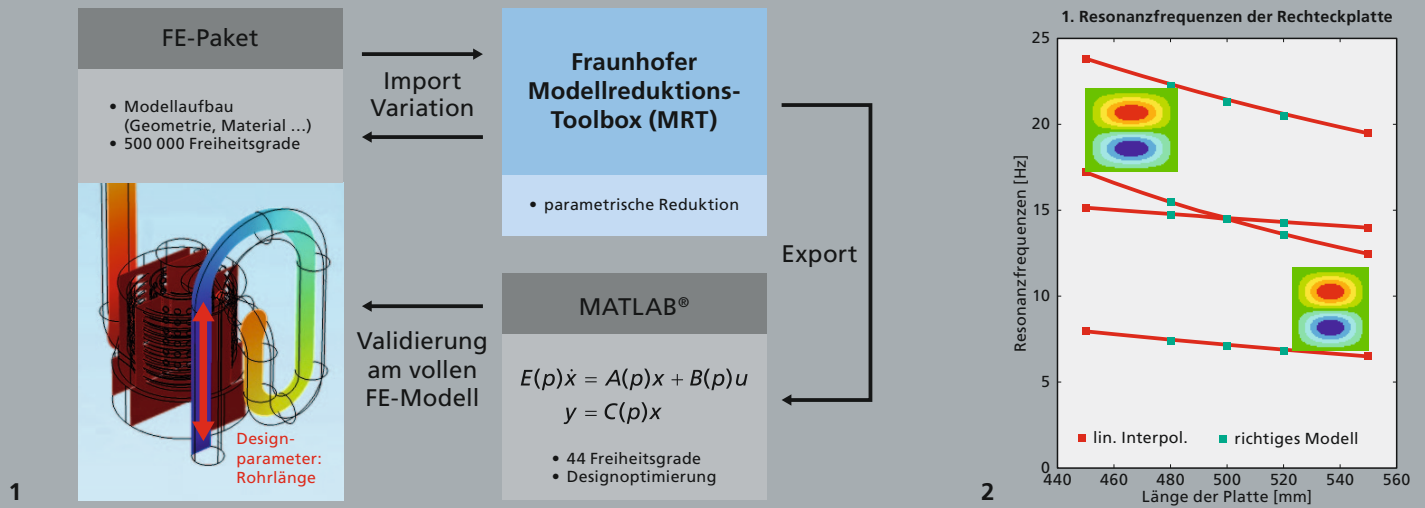 FE-Paket
• Modellaufbau
(Geometrie, Material ...)
• 500 000 Freiheitsgrade
Design-
parameter:
Rohrlänge
1
Import
Variation
Fraunhofer
Modellreduktions-
Toolbox (MRT)
• parametrische Reduktion
Export
MATLAB®
E(p)ẋ = A(p)x + B(p)u
y = C(p)x
• 44 Freiheitsgrade
• Designoptimierung
Validierung
am vollen
FE-Modell
2
1. Resonanzfrequenzen der Rechteckplatte
Resonanzfrequenzen [Hz]
25
20
15
10
5
0
lin. Interpol. richtiges Modell
440 460 480 500 520 540 560
Länge der Platte [mm]